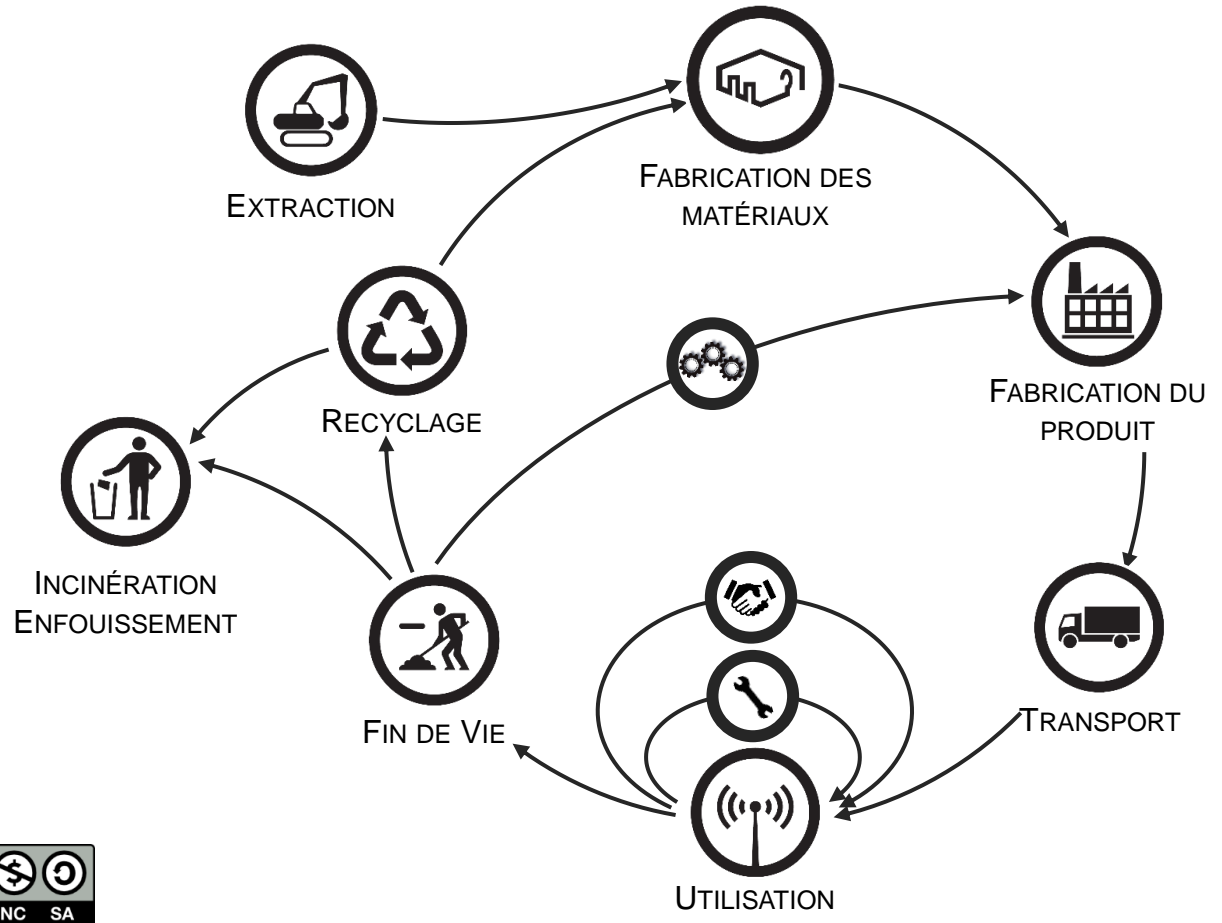 FABRICATION DES
MATÉRIAUX
EXTRACTION
FABRICATION DU
PRODUIT
RECYCLAGE
INCINÉRATION
ENFOUISSEMENT
FIN DE VIE
TRANSPORT
UTILISATION
NC SA